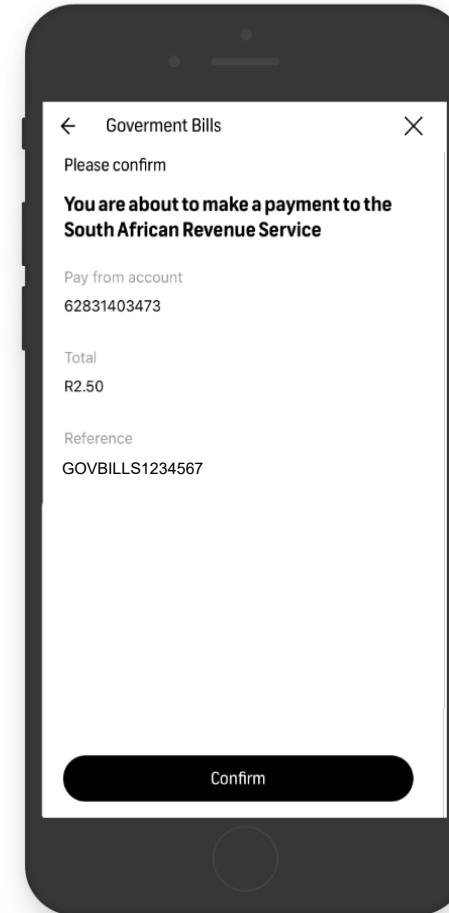 Goverment Bills
Please confirm
You are about to make a payment to the
South African Revenue Service
Pay from account
62831403473
Total
R2.50
Reference
GOVBILLS1234567
Confirm